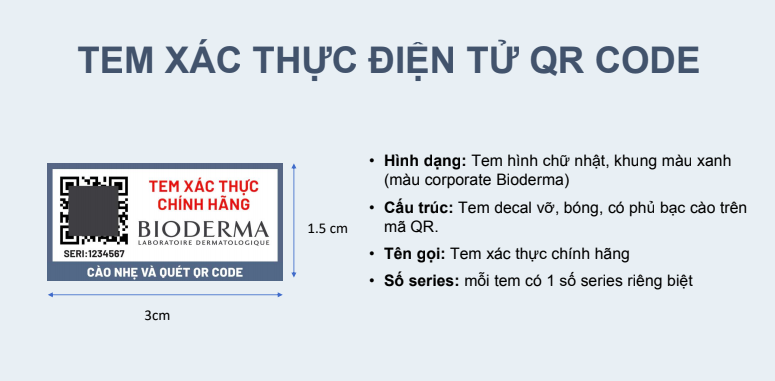 TEM XÁC THỰC ĐIỆN TỬ QR CODE
TEM XÁC THỰC
CHÍNH HÃNG
BIODERMA
LABORATOIRE DERMATOLOGIQUE
SERI:1234567
CÀO NHẸ VÀ QUÉT QR CODE
1.5 cm
3cm
• Hình dạng: Tem hình chữ nhật, khung màu xanh
(màu corporate Bioderma)
• Cấu trúc: Tem decal vỡ, bóng, có phủ bạc cào trên
mã QR.
• Tên gọi: Tem xác thực chính hãng
• Số series: mỗi tem có 1 số series riêng biệt